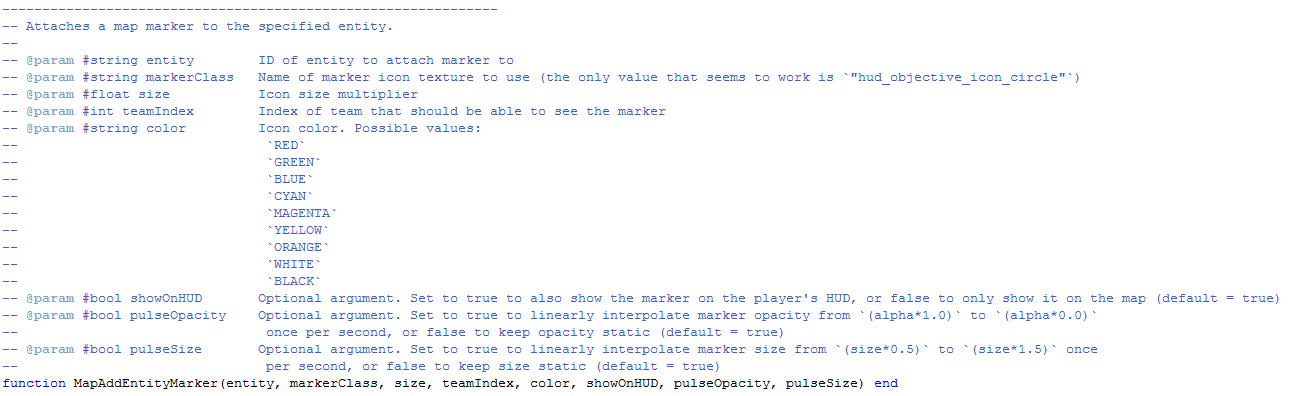 --------------------------------------------------------------
-- Attaches a map marker to the specified entity.
--
-- @param #string entity        ID of entity to attach marker to
-- @param #string markerClass   Name of marker icon texture to use (the only value that seems to work is `"hud_objective_icon_circle"`)
-- @param #float size           Icon size multiplier
-- @param #int teamIndex        Index of team that should be able to see the marker
-- @param #string color         Icon color. Possible values:
--                               `RED`
--                               `GREEN`
--                               `BLUE`
--                               `CYAN`
--                               `MAGENTA`
--                               `YELLOW`
--                               `ORANGE`
--                               `WHITE`
--                               `BLACK`
-- @param #bool showOnHUD       Optional argument. Set to true to also show the marker on the player's HUD, or false to only show it on the map (default = true)
-- @param #bool pulseOpacity    Optional argument. Set to true to linearly interpolate marker opacity from `(alpha*1.0)` to `(alpha*0.0)`
--                               once per second, or false to keep opacity static (default = true)
-- @param #bool pulseSize       Optional argument. Set to true to linearly interpolate marker size from `(size*0.5)` to `(size*1.5)` once
--                               per second, or false to keep size static (default = true)
function MapAddEntityMarker(entity, markerClass, size, teamIndex, color, showOnHUD, pulseOpacity, pulseSize) end